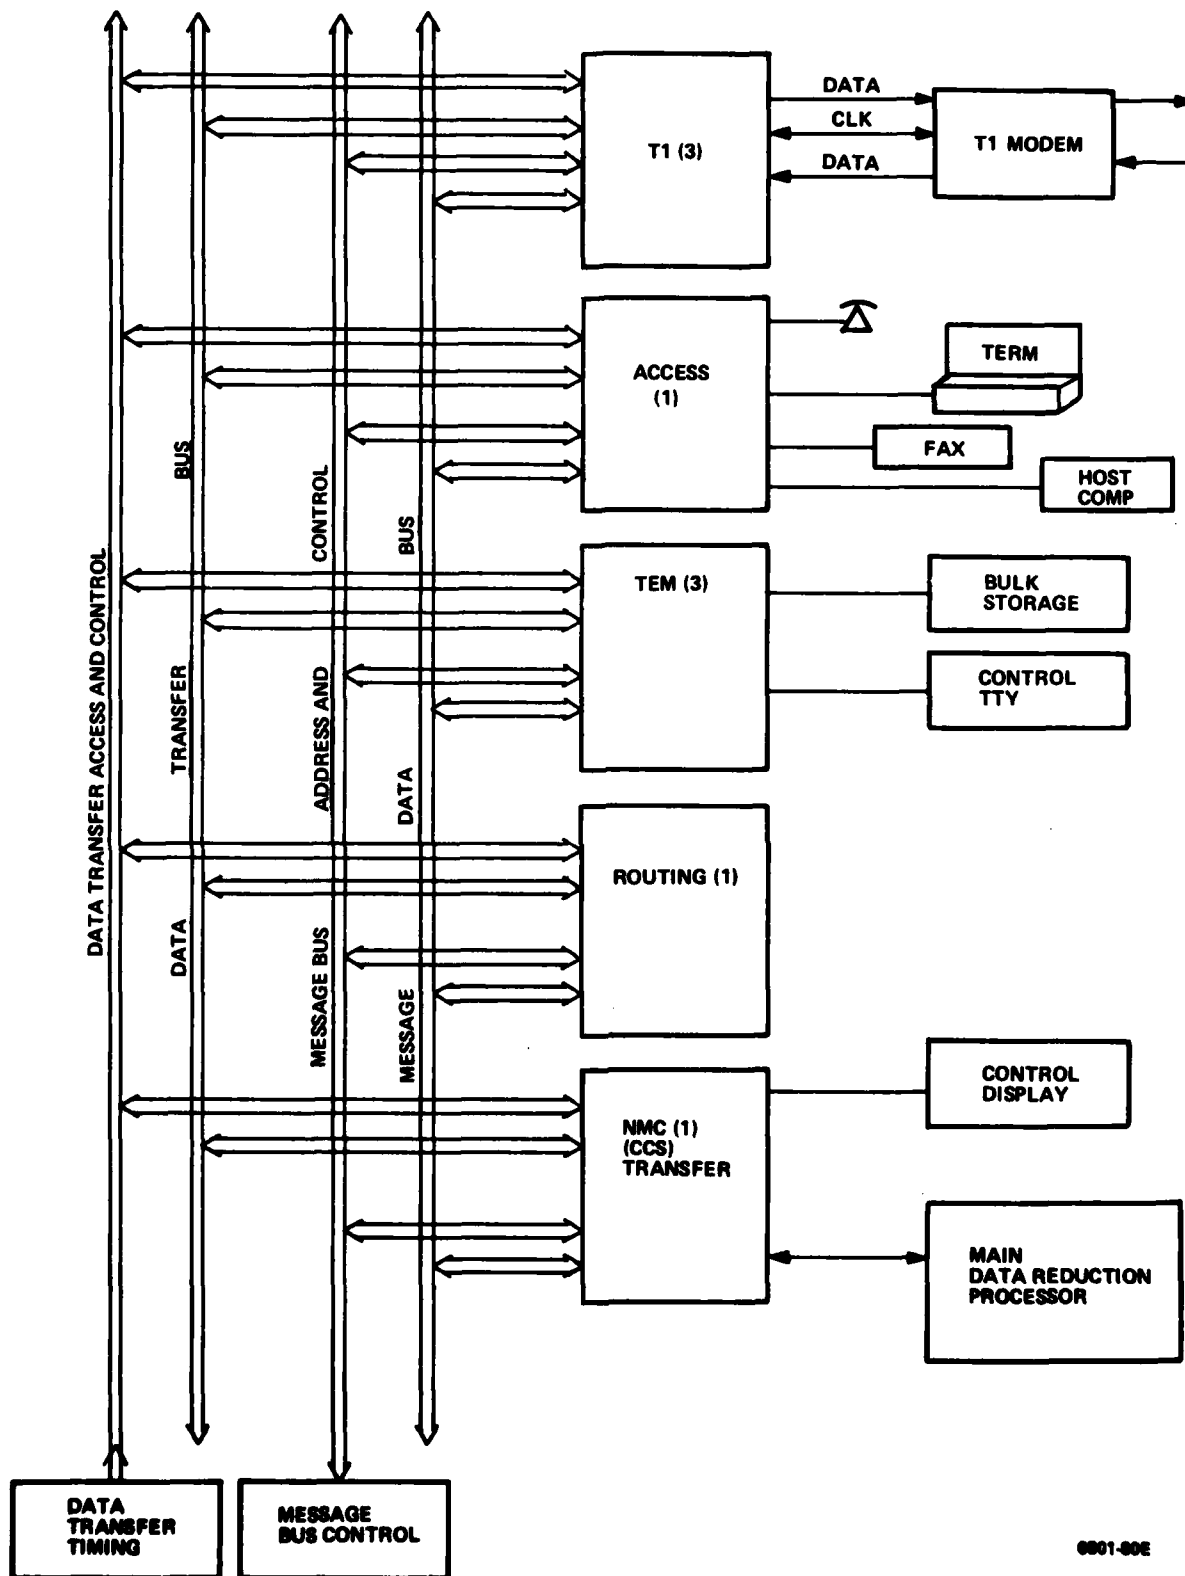 DATA
CLK
DATA
T1 (3)
T1 MODEM
ACCESS
(1)
TERM
FAX
HOST
COMP
TEM (3)
BULK
STORAGE
CONTROL
TTY
ROUTING (1)
NMC (1)
(CCS)
TRANSFER
CONTROL
DISPLAY
MAIN
DATA REDUCTION
PROCESSOR
DATA TRANSFER ACCESS AND CONTROL
DATA TRANSFER BUS
MESSAGE BUS ADDRESS AND CONTROL
MESSAGE DATA BUS
DATA
TRANSFER
TIMING
MESSAGE
BUS CONTROL